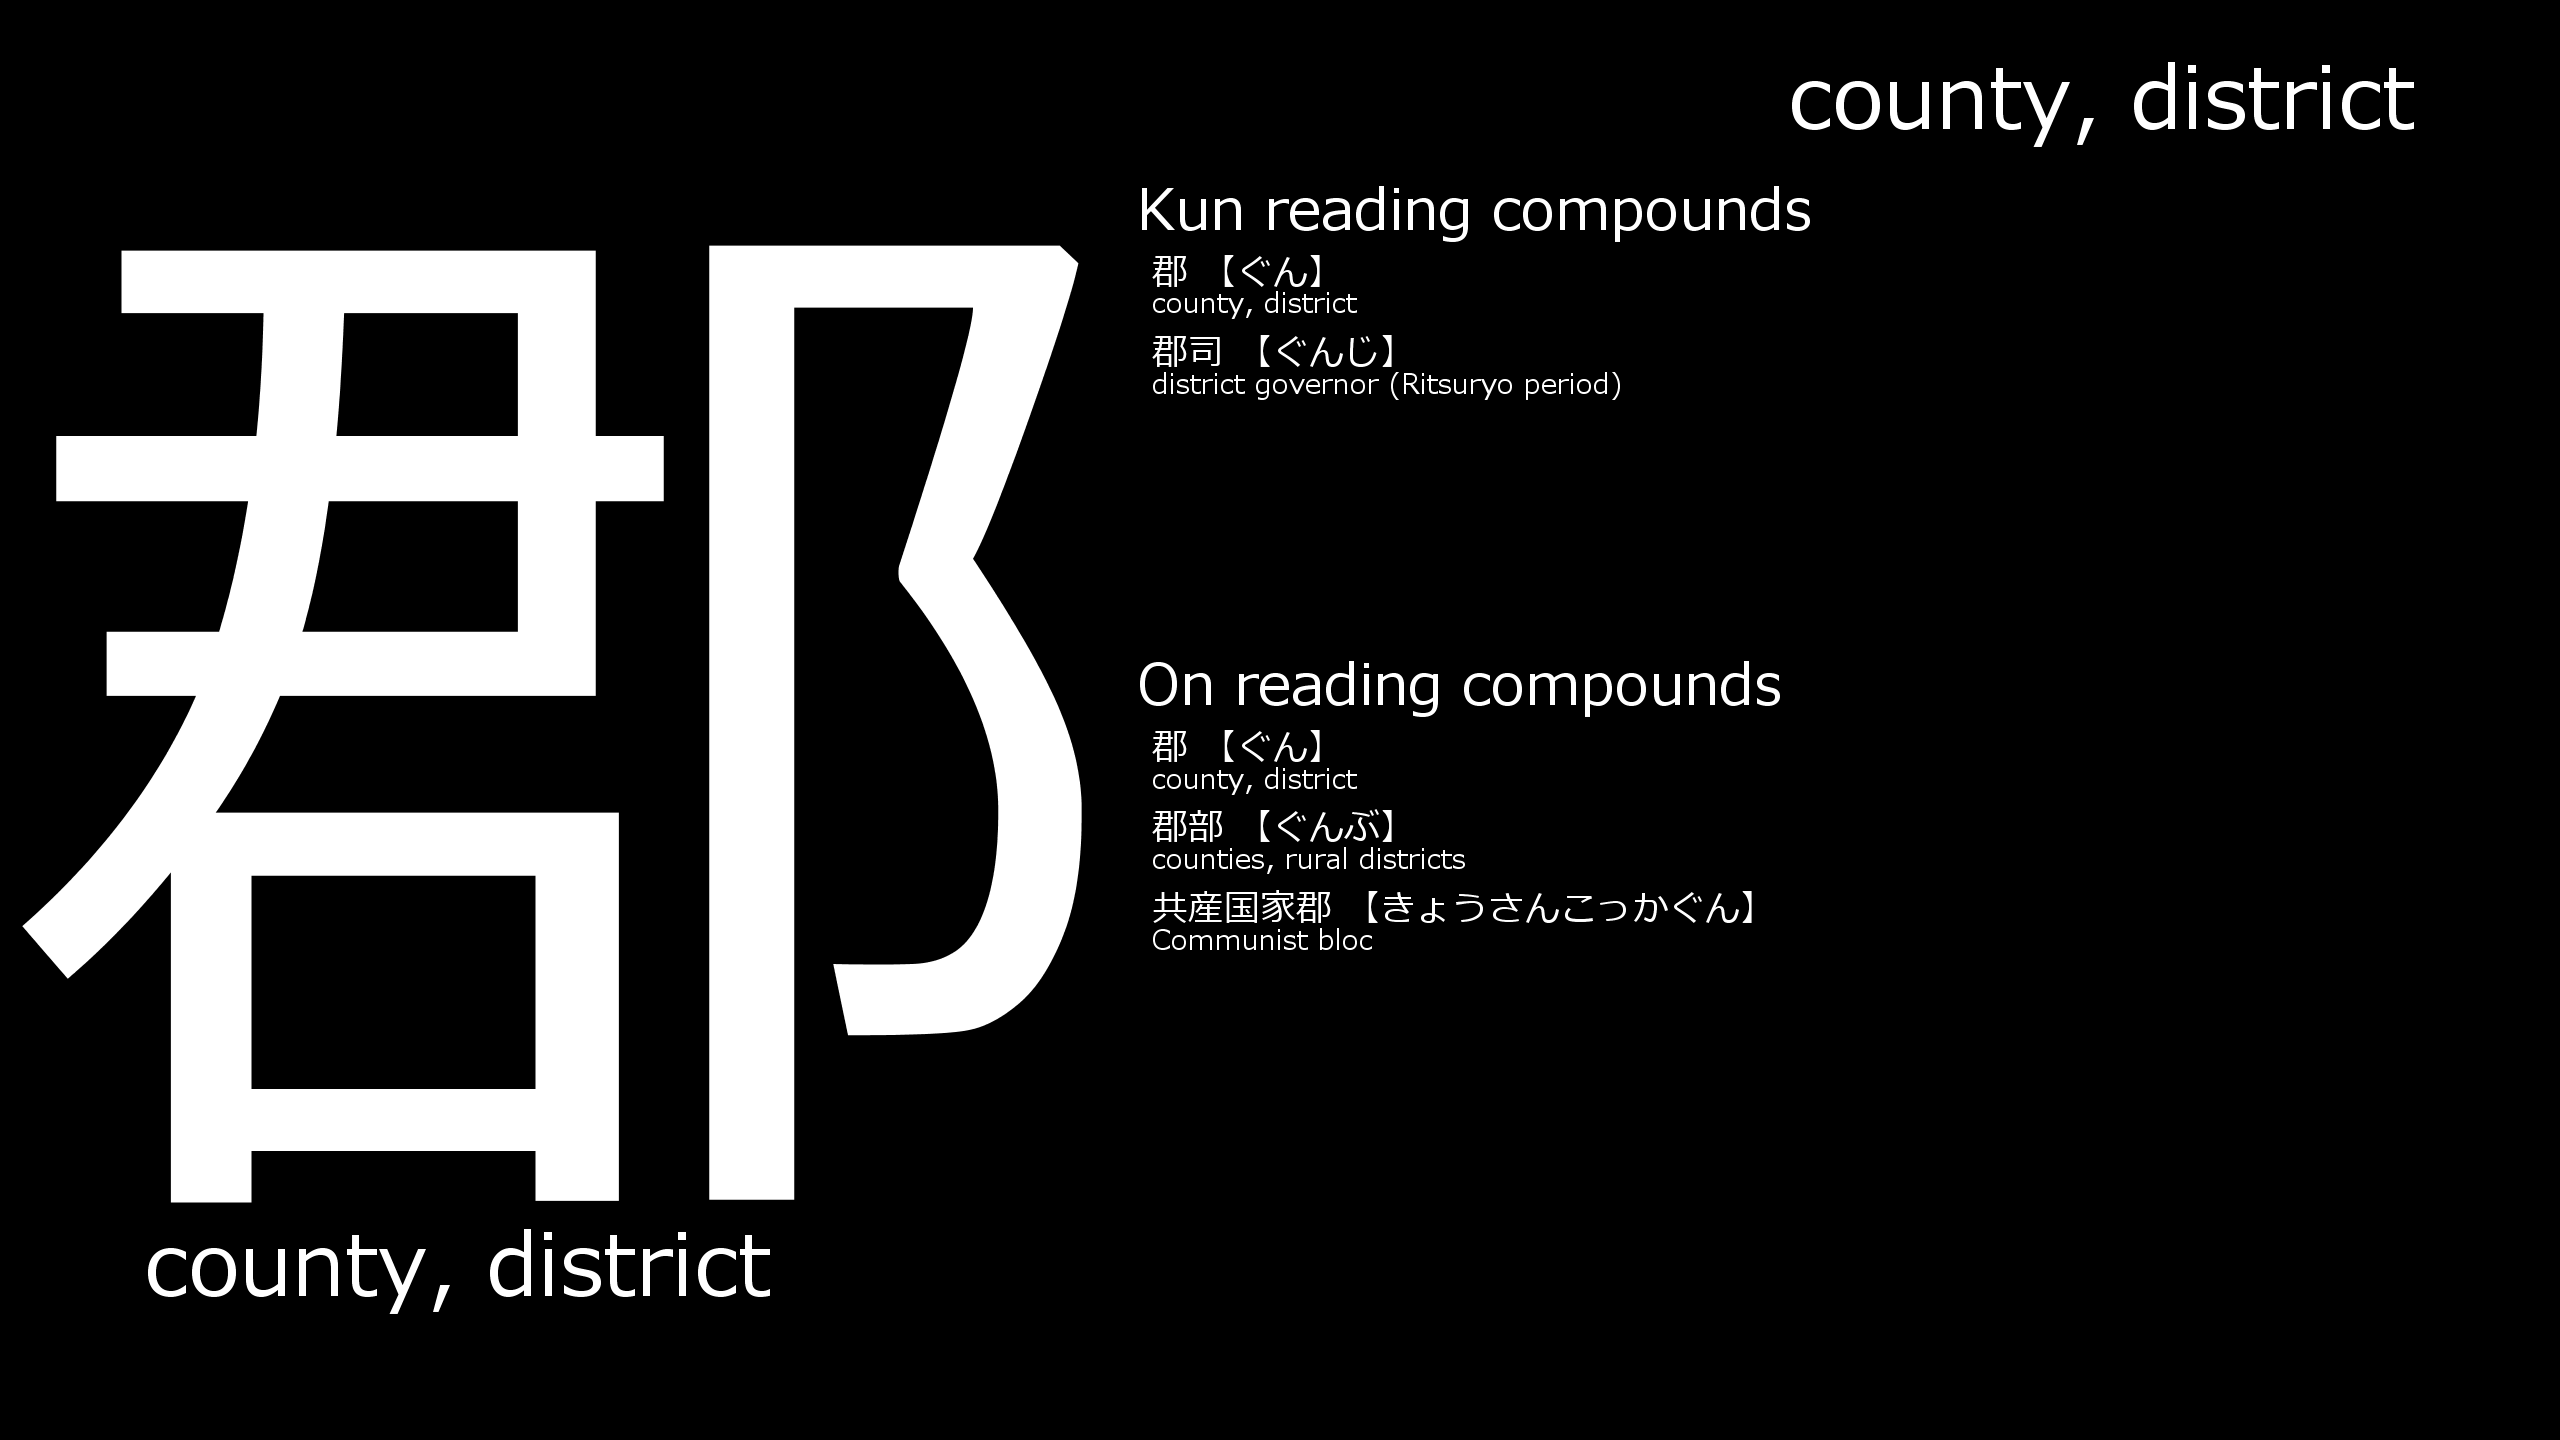 county, district
郡
county, district
Kun reading compounds
郡 【ぐん】
county, district
郡司 【ぐんじ】
district governor (Ritsuryo period)
On reading compounds
郡 【ぐん】
county, district
郡部 【ぐんぶ】
counties, rural districts
共産国家郡 【きょうさんこっかぐん】
Communist bloc